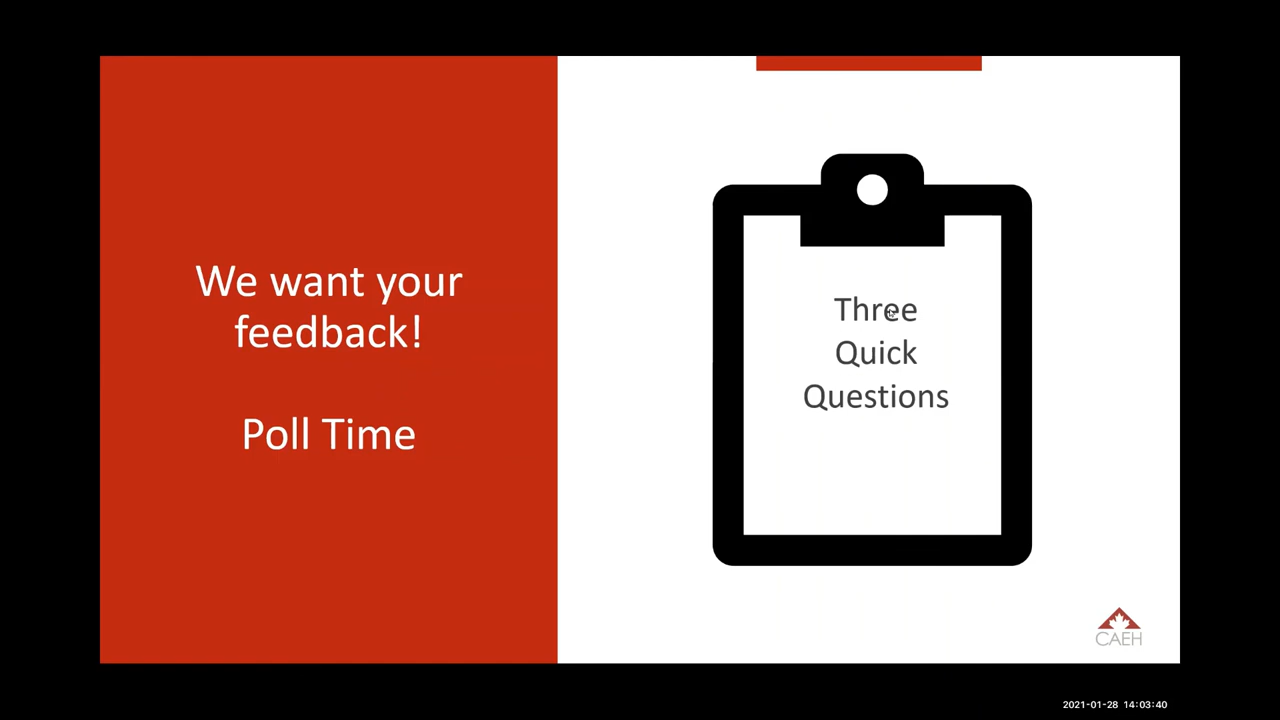 We want your
feedback!
Poll Time
Three
Quick
Questions
CAEH
2021-01-28 14:03:40